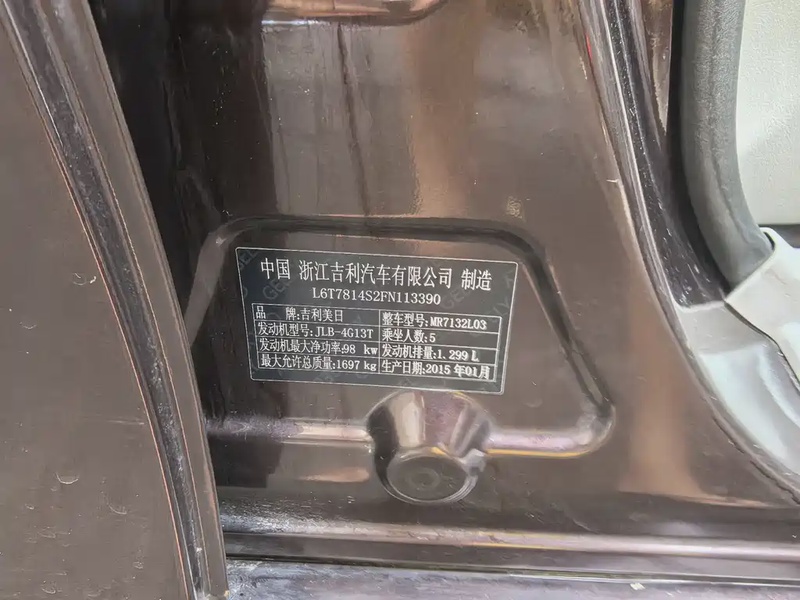 中国 浙江吉利汽车有限公司 制造
L6T7814S2FN113390
品 牌:吉利美日 整车型号:MR7132L03
发动机型号:JLB-4G13T 乘坐人数:5
发动机最大净功率:98 kw 发动机排量:1.299 L
最大允许总质量:1697 kg 生产日期:2015 年01月